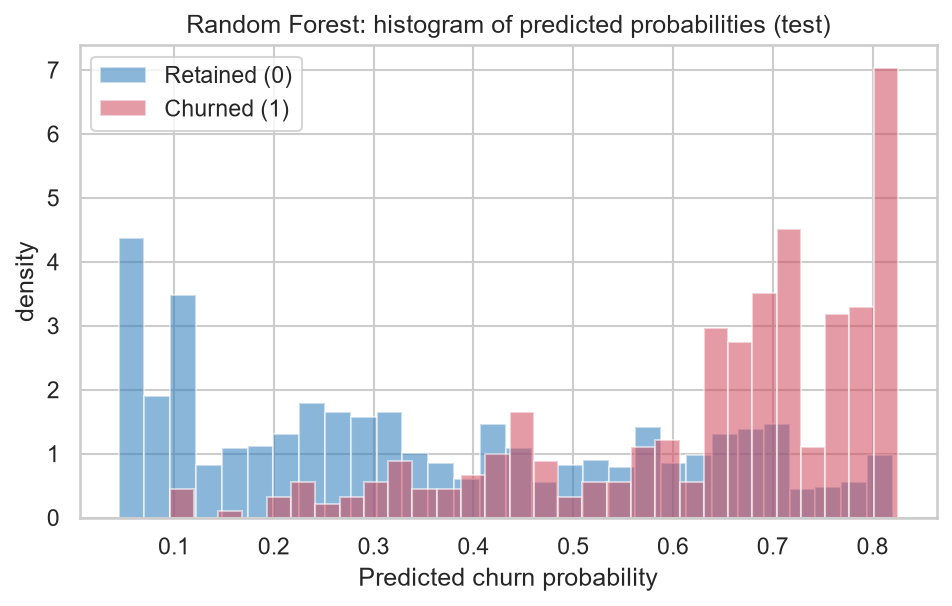 Random Forest: histogram of predicted probabilities (test)
Retained (0)
Churned (1)
density
7
6
5
4
3
2
1
0
0.1 0.2 0.3 0.4 0.5 0.6 0.7 0.8
Predicted churn probability